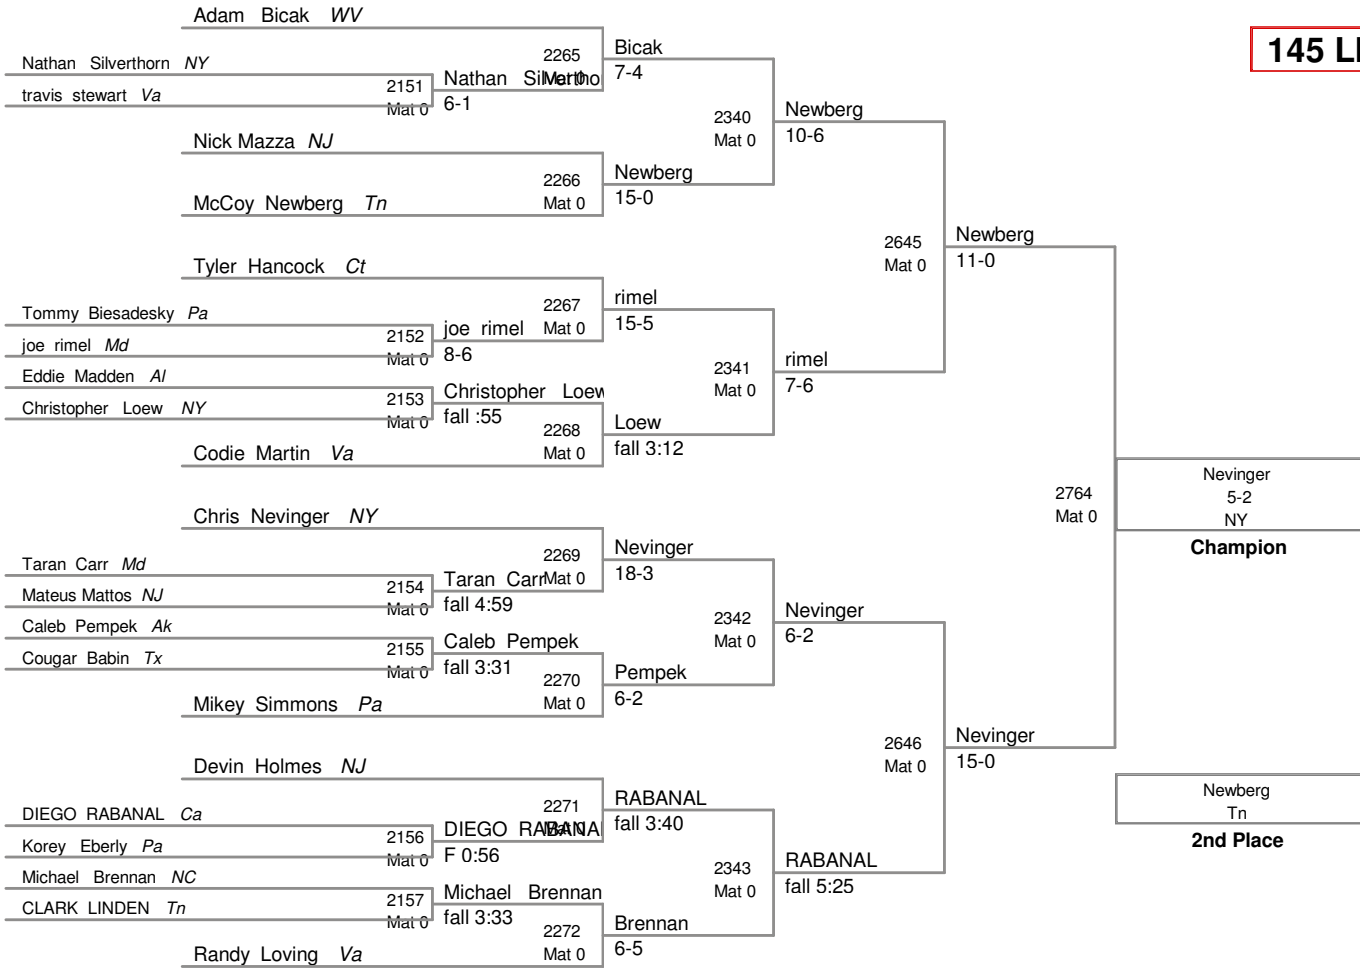 Adam Bicak WV
145 L
Nathan Silverthorn NY
travis stewart Va
2151
Mat 0
Nathan Silvertho
6-1
2265
Mat 0
Bicak
7-4
Nick Mazza NJ
McCoy Newberg Tn
2266
Mat 0
Newberg
15-0
2340
Mat 0
Newberg
10-6
Tyler Hancock Ct
Tommy Biesadesky Pa
joe rimel Md
2152
Mat 0
joe rimel
8-6
2267
Mat 0
rimel
15-5
Eddie Madden Al
Christopher Loew NY
2153
Mat 0
Christopher Loew
fall :55
Codie Martin Va
2268
Mat 0
Loew
fall 3:12
2341
Mat 0
rimel
7-6
2645
Mat 0
Newberg
11-0
Chris Nevinger NY
Taran Carr Md
Mateus Mattos NJ
2154
Mat 0
Taran Carr
fall 4:59
2269
Mat 0
Nevinger
18-3
Caleb Pempek Ak
Cougar Babin Tx
2155
Mat 0
Caleb Pempek
fall 3:31
Mikey Simmons Pa
2270
Mat 0
Pempek
6-2
2342
Mat 0
Nevinger
6-2
Devin Holmes NJ
DIEGO RABANAL Ca
Korey Eberly Pa
2156
Mat 0
DIEGO RABANAL
F 0:56
2271
Mat 0
RABANAL
fall 3:40
Michael Brennan NC
CLARK LINDEN Tn
2157
Mat 0
Michael Brennan
fall 3:33
Randy Loving Va
2272
Mat 0
Brennan
6-5
2343
Mat 0
RABANAL
fall 5:25
2646
Mat 0
Nevinger
15-0
2764
Mat 0
Nevinger
5-2
NY
Champion
Newberg
Tn
2nd Place